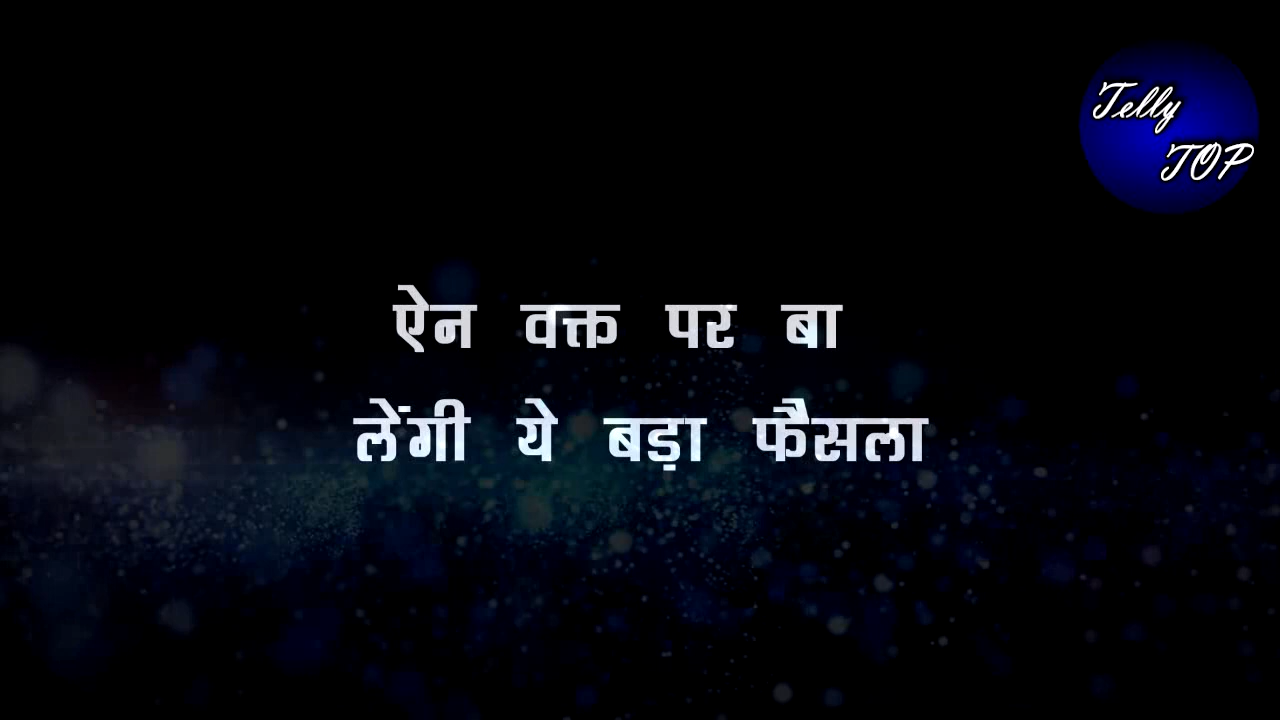 Telly
TOP
ऐन वक्त पर बा
लेंगी ये बड़ा फैसला